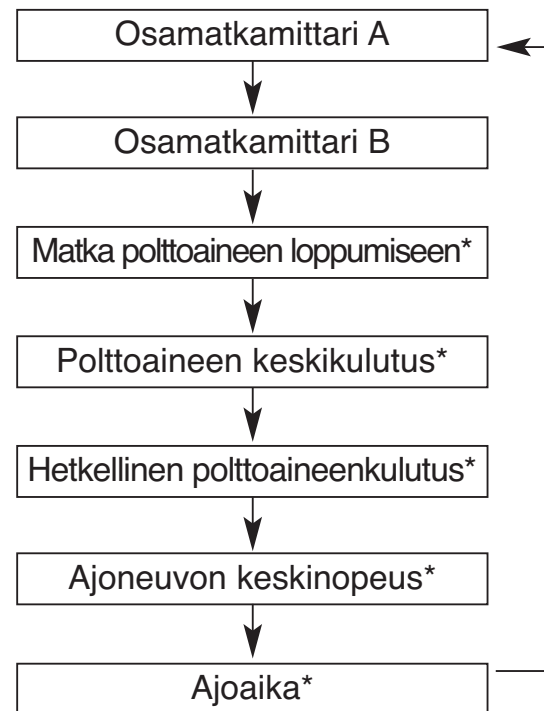 Osamatkamittari A
Osamatkamittari B
Matka polttoaineen loppumiseen*
Polttoaineen keskikulutus*
Hetkellinen polttoaineenkulutus*
Ajoneuvon keskinopeus*
Ajoaika*